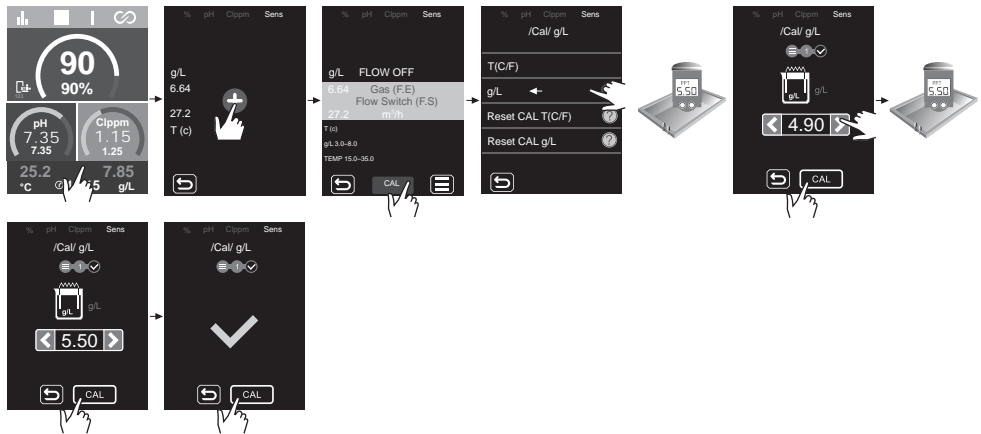 90
90%
123
pH
7.35
7.35
Clppm
1.15
1.25
25.2
7.85
°C
5
g/L
% pH Clppm Sens
g/L
6.64
27.2
T (c)
% pH Clppm Sens
g/L FLOW OFF
6.64 Gas (F.E)
Flow Switch (F.S)
27.2 m³/h
T (c)
g/L 3.0–8.0
TEMP 15.0–35.0
CAL
% pH Clppm Sens
/Cal/ g/L
T(C/F)
g/L
Reset CAL T(C/F) ?
Reset CAL g/L ?
PPT
5.50
% pH Clppm Sens
/Cal/ g/L
1
g/L g/L
4.90
CAL
PPT
5.50
% pH Clppm Sens
/Cal/ g/L
1
g/L g/L
5.50
CAL
% pH Clppm Sens
/Cal/ g/L
1
CAL